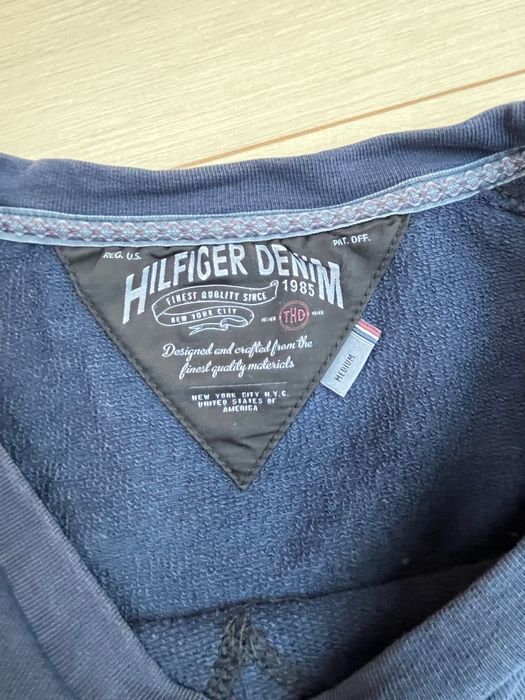 REG. U.S. PAT. OFF.
HILFIGER DENIM
FINEST QUALITY SINCE 1985
NEW YORK CITY
THD
Designed and crafted from the
finest quality materials
NEW YORK CITY N.Y.C.
UNITED STATES OF
AMERICA
MEDIUM